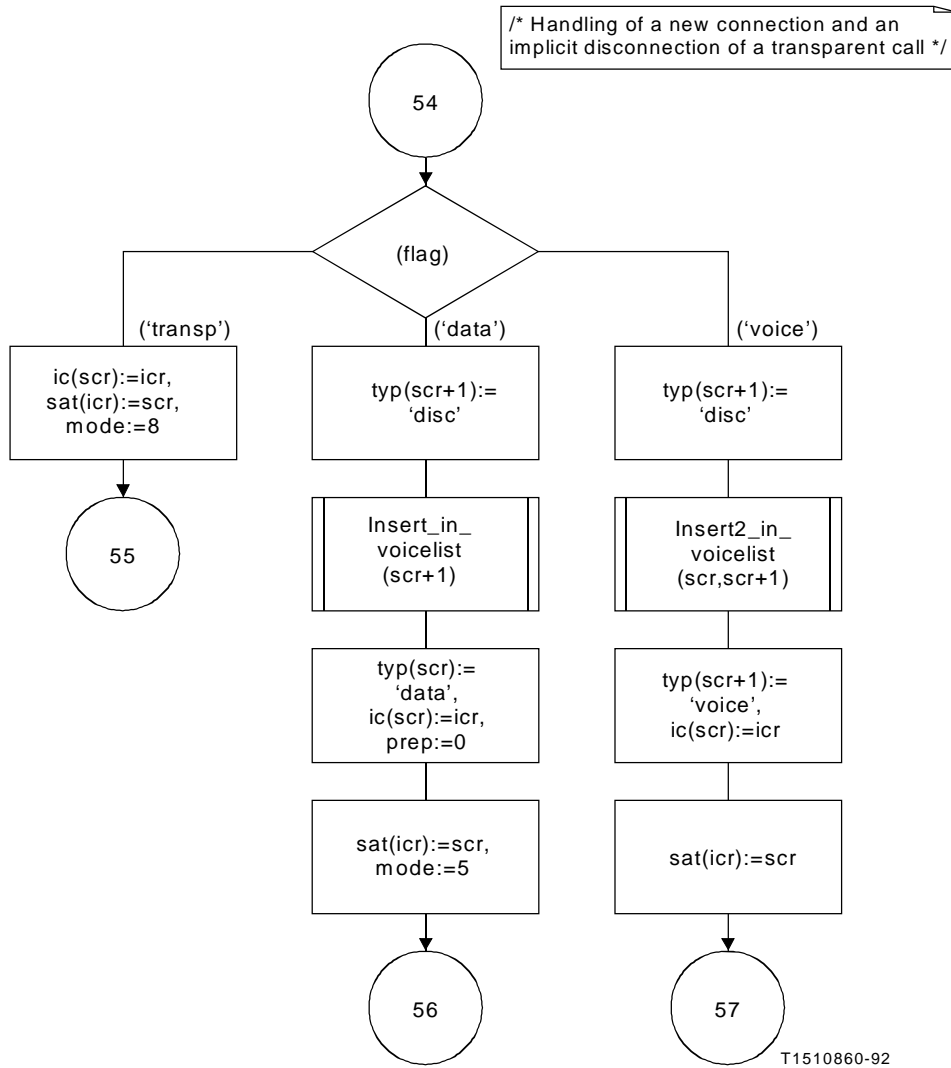 /* Handling of a new connection and an
implicit disconnection of a transparent call */
54
(flag)
(‘transp’)
(‘data’)
(‘voice’)
ic(scr):=icr,
sat(icr):=scr,
mode:=8
typ(scr+1):=
‘disc’
typ(scr+1):=
‘disc’
55
Insert_in_
voicelist
(scr+1)
Insert2_in_
voicelist
(scr,scr+1)
typ(scr):=
‘data’,
ic(scr):=icr,
prep:=0
typ(scr+1):=
‘voice’,
ic(scr):=icr
sat(icr):=scr,
mode:=5
sat(icr):=scr
56
57
T1510860-92